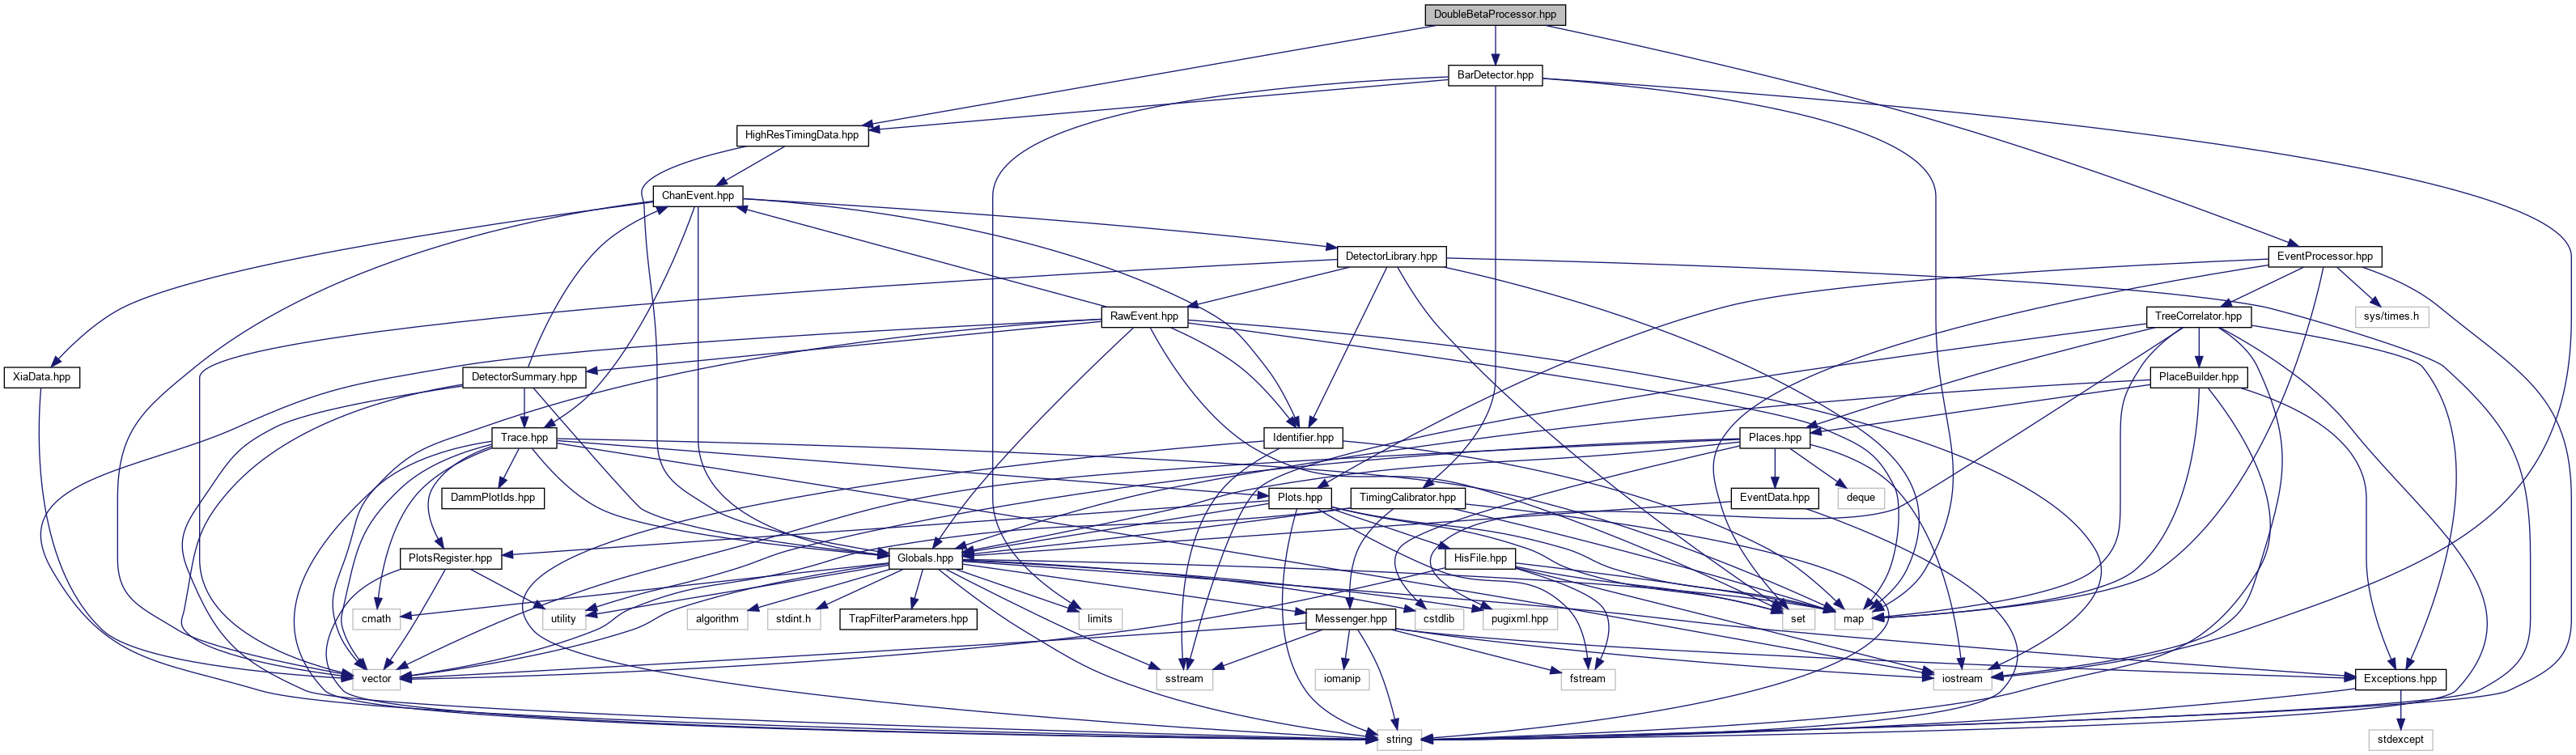 DoubleBetaProcessor.hpp
BarDetector.hpp
HighResTimingData.hpp
ChanEvent.hpp
DetectorLibrary.hpp
EventProcessor.hpp
RawEvent.hpp
TreeCorrelator.hpp
sys/times.h
XiaData.hpp
DetectorSummary.hpp
PlaceBuilder.hpp
Trace.hpp
Identifier.hpp
Places.hpp
DammPlotIds.hpp
Plots.hpp
TimingCalibrator.hpp
EventData.hpp
deque
PlotsRegister.hpp
Globals.hpp
HisFile.hpp
cmath
utility
algorithm
stdint.h
TrapFilterParameters.hpp
limits
Messenger.hpp
cstdlib
pugixml.hpp
set
map
vector
sstream
iomanip
fstream
iostream
Exceptions.hpp
string
stdexcept